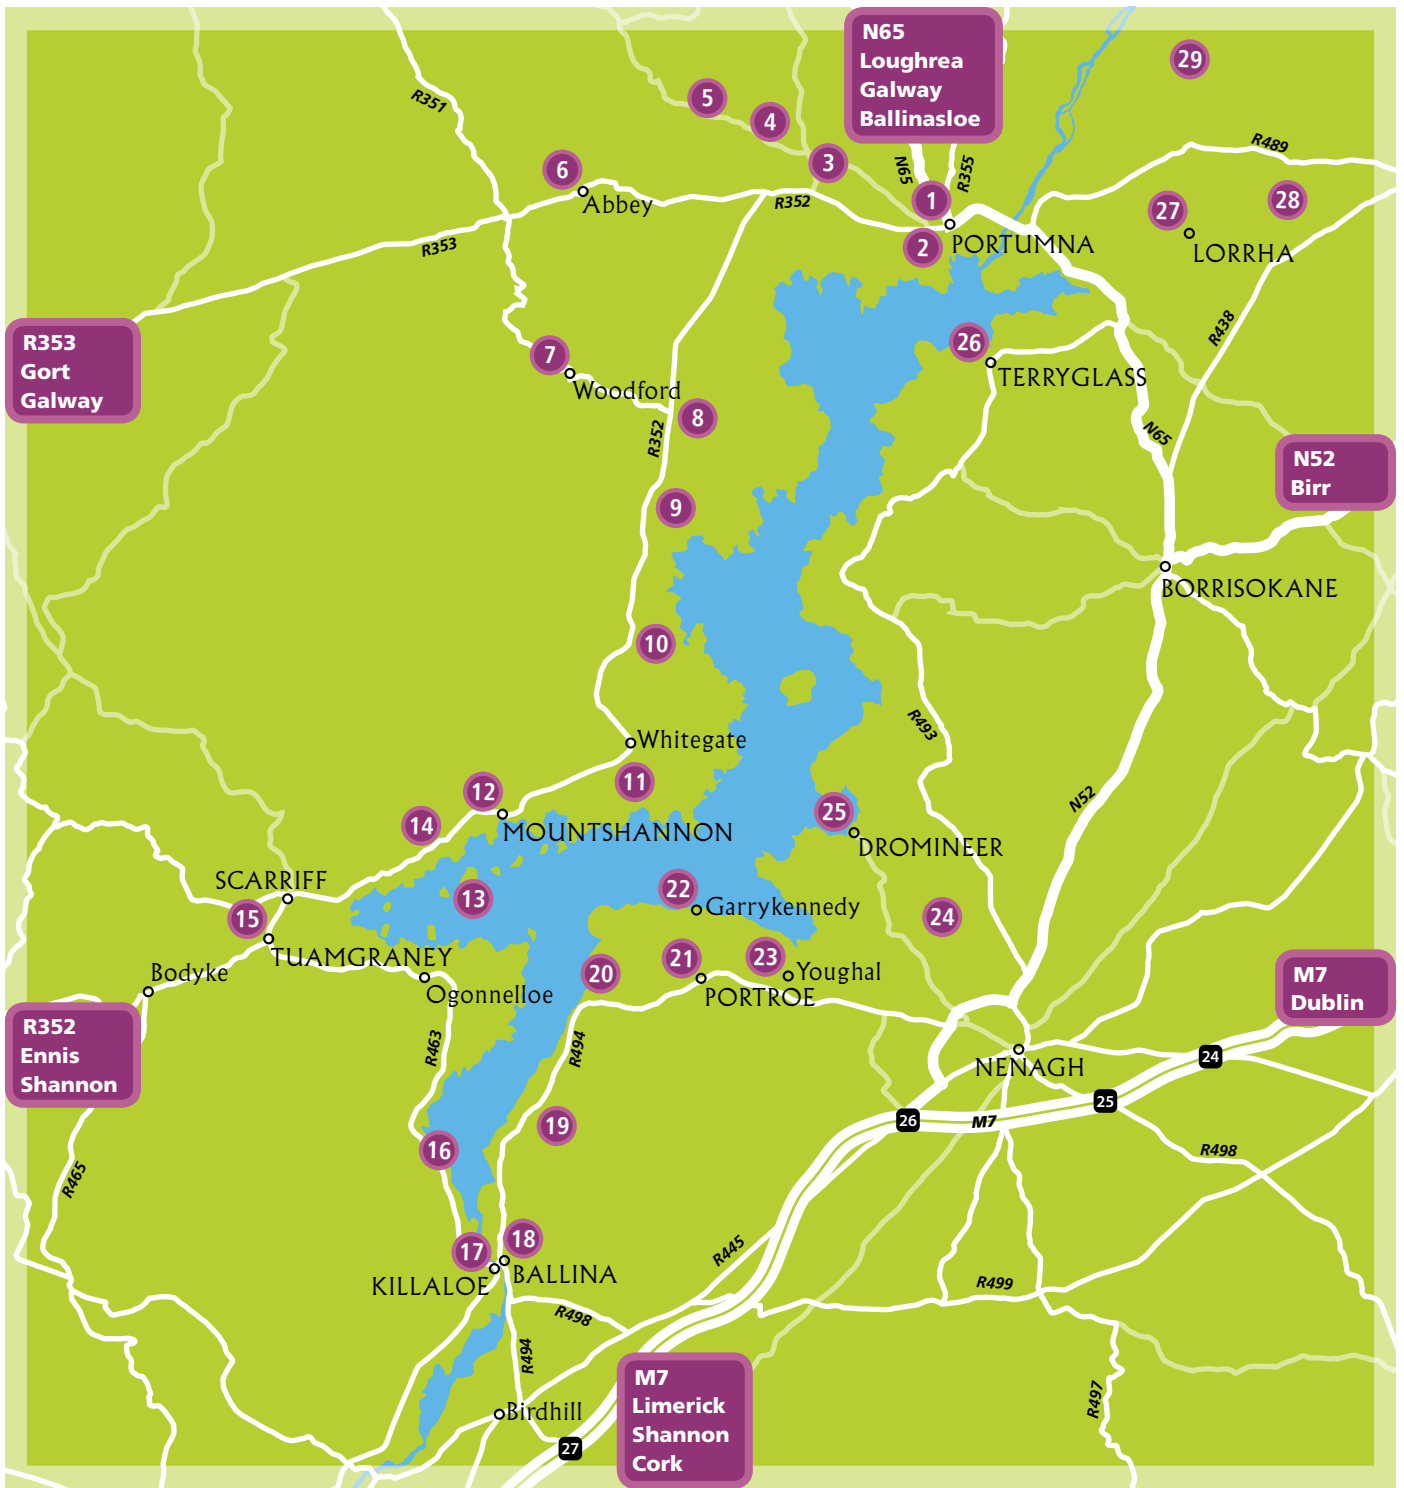 N65
Loughrea
Galway
Ballinasloe
29
5
4
R351
R489
3
6
N65
R355
Abbey
1
28
27
R352
2
PORTUMNA
LORRHA
R353
R353
Gort
Galway
R438
26
7
TERRYGLASS
Woodford
8
R352
N65
N52
Birr
9
BORRISOKANE
10
R493
Whitegate
11
12
N52
25
14
MOUNTSHANNON
DROMINEER
SCARRIFF
22
13
Garrykennedy
24
15
TUAMGRANEY
21
23
Bodyke
20
Youghal
Ogonnelloe
PORTROE
M7
Dublin
R352
Ennis
Shannon
R463
R494
24
NENAGH
25
26
M7
19
16
R498
R465
18
17
R445
BALLINA
KILLALOE
R499
R498
R494
M7
Limerick
Shannon
Cork
R497
Birdhill
27